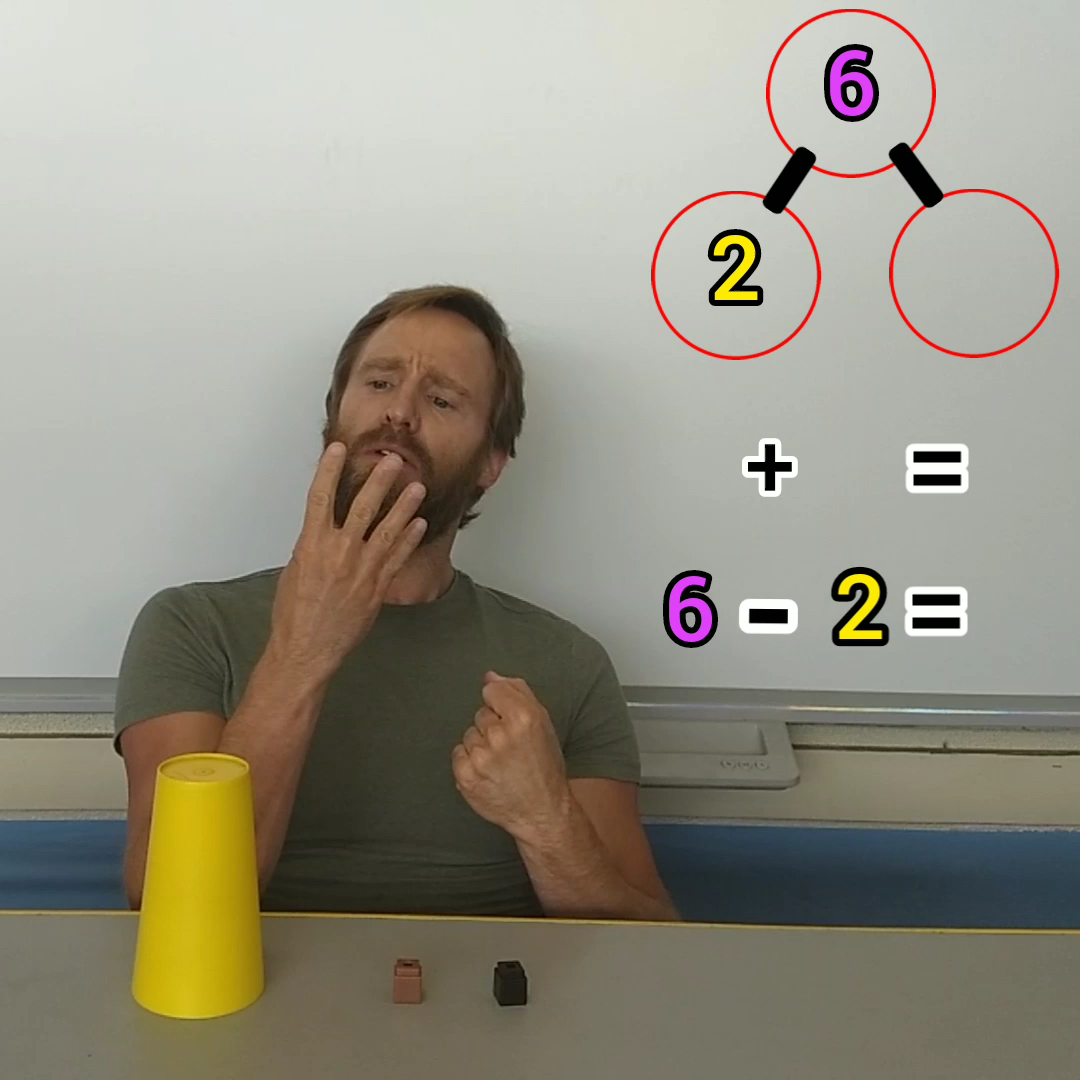 6
2
+ =
6 - 2 =